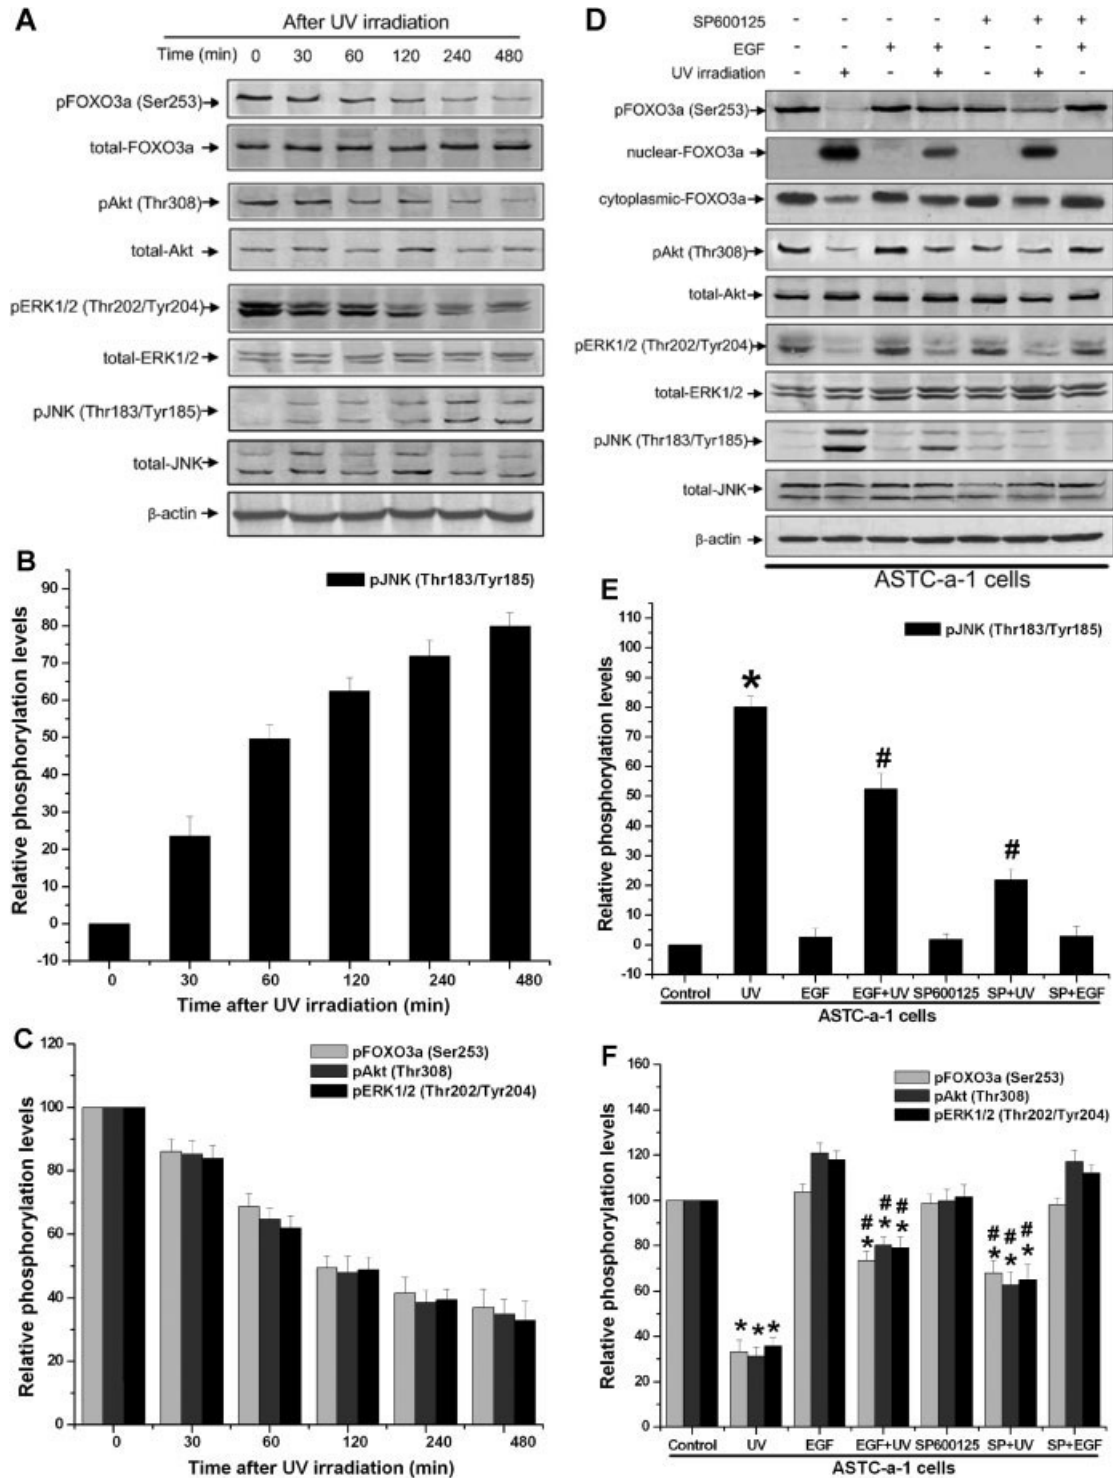 A
After UV irradiation
Time (min) 0 30 60 120 240 480
pFOXO3a (Ser253)
total-FOXO3a
pAkt (Thr308)
total-Akt
pERK1/2 (Thr202/Tyr204)
total-ERK1/2
pJNK (Thr183/Tyr185)
total-JNK
β-actin
B
pJNK (Thr183/Tyr185)
Relative phosphorylation levels
90
80
70
60
50
40
30
20
10
0
-10
0 30 60 120 240 480
Time after UV irradiation (min)
C
pFOXO3a (Ser253)
pAkt (Thr308)
pERK1/2 (Thr202/Tyr204)
Relative phosphorylation levels
120
100
80
60
40
20
0
0 30 60 120 240 480
Time after UV irradiation (min)
D
SP600125 - - - - + + +
EGF - - + + - - +
UV irradiation - + - + - + -
pFOXO3a (Ser253)
nuclear-FOXO3a
cytoplasmic-FOXO3a
pAkt (Thr308)
total-Akt
pERK1/2 (Thr202/Tyr204)
total-ERK1/2
pJNK (Thr183/Tyr185)
total-JNK
β-actin
ASTC-a-1 cells
E
pJNK (Thr183/Tyr185)
Relative phosphorylation levels
110
100
90
80
70
60
50
40
30
20
10
0
-10
* # #
Control UV EGF EGF+UV SP600125 SP+UV SP+EGF
ASTC-a-1 cells
F
pFOXO3a (Ser253)
pAkt (Thr308)
pERK1/2 (Thr202/Tyr204)
Relative phosphorylation levels
160
140
120
100
80
60
40
20
0
# # # # # #
* * * * * * * * *
Control UV EGF EGF+UV SP600125 SP+UV SP+EGF
ASTC-a-1 cells